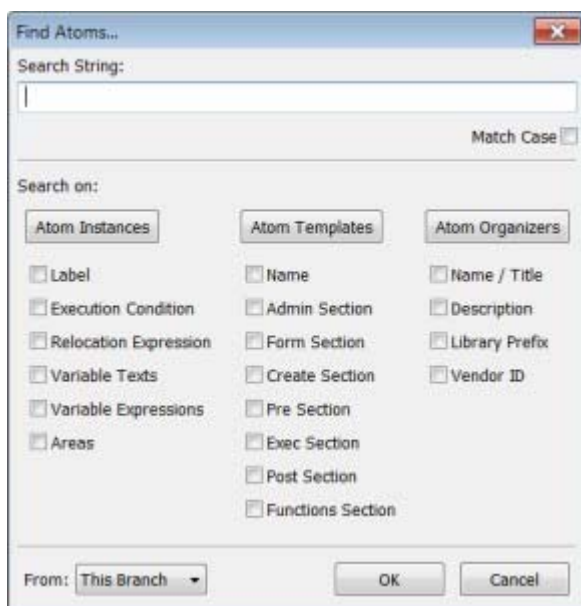 Find Atoms...
Search String:
Match Case
Search on:
Atom Instances Atom Templates Atom Organizers
Label Name Name / Title
Execution Condition Admin Section Description
Relocation Expression Form Section Library Prefix
Variable Texts Create Section Vendor ID
Variable Expressions Pre Section
Areas Exec Section
Post Section
Functions Section
From: This Branch OK Cancel